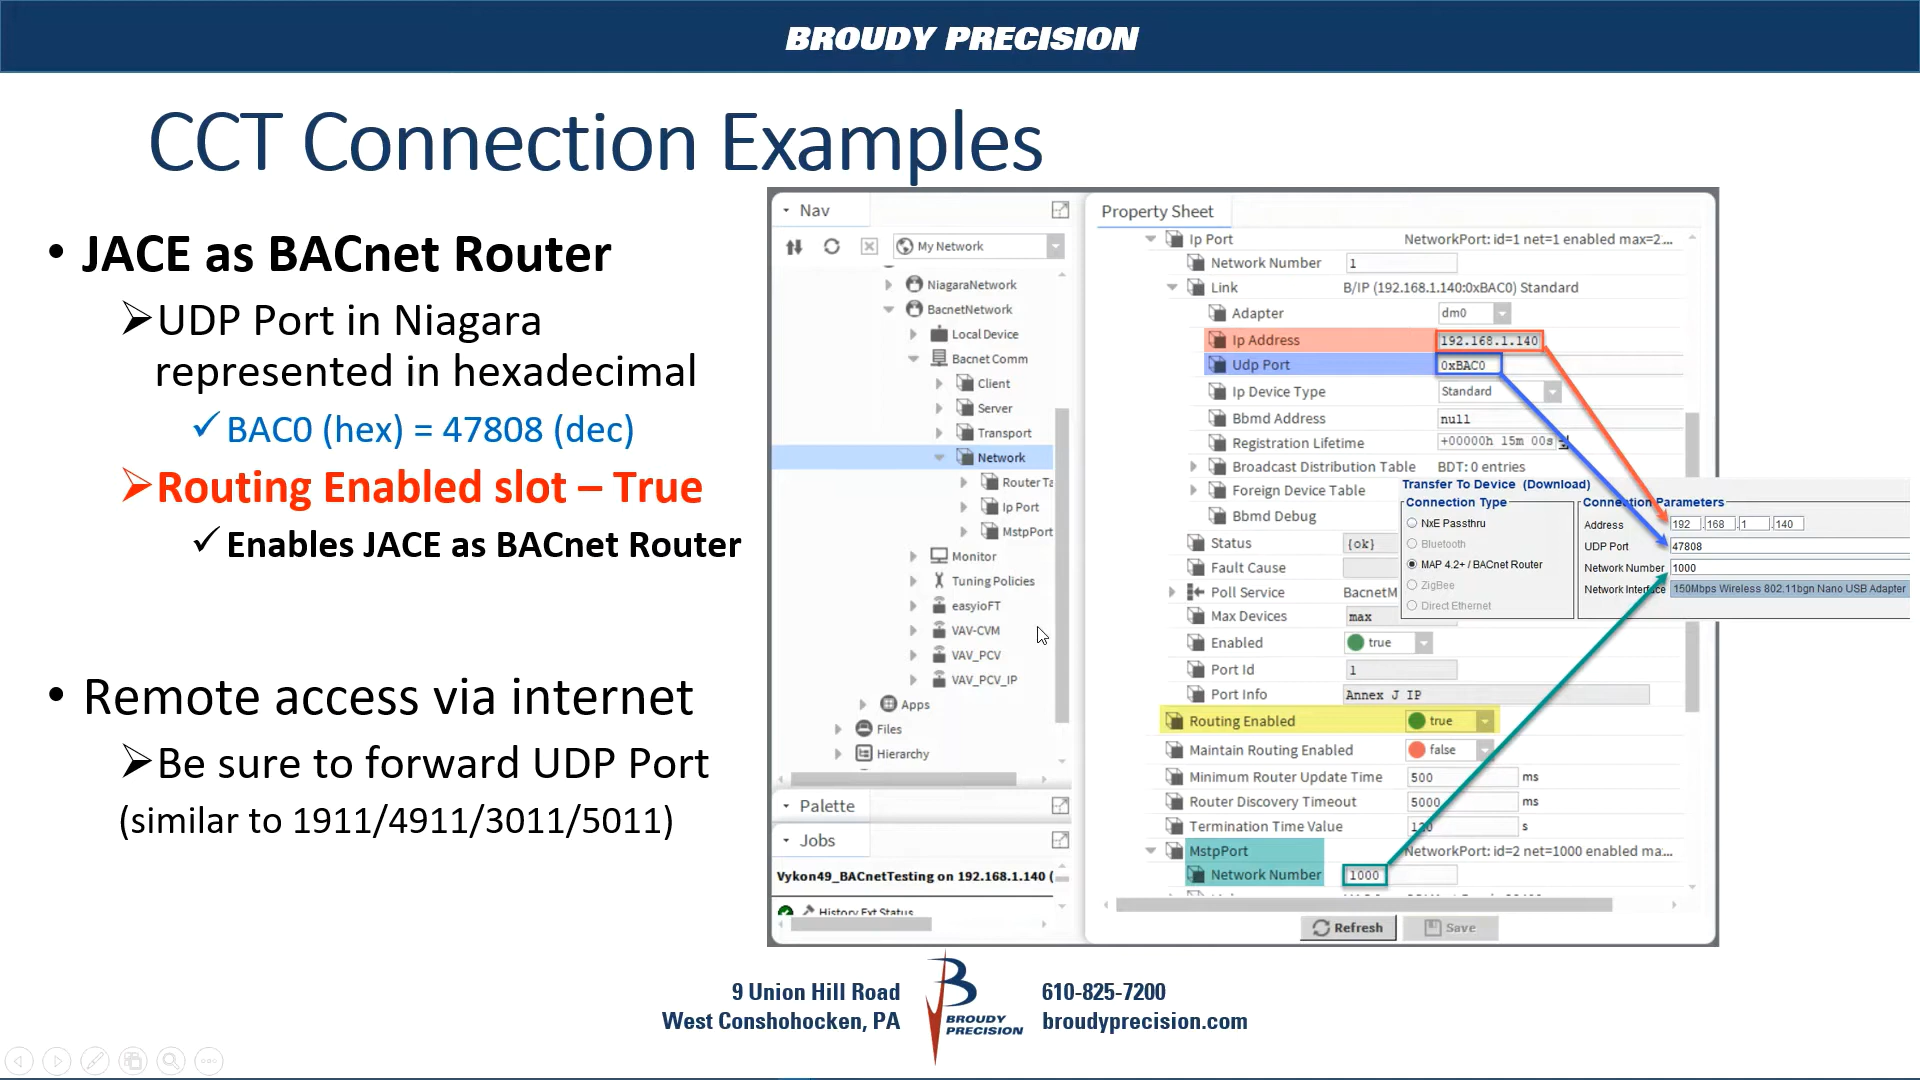 BROUDY PRECISION
CCT Connection Examples
• JACE as BACnet Router
➢UDP Port in Niagara
represented in hexadecimal
✓BAC0 (hex) = 47808 (dec)
➢Routing Enabled slot – True
✓Enables JACE as BACnet Router
• Remote access via internet
➢Be sure to forward UDP Port
(similar to 1911/4911/3011/5011)
Nav
My Network
NiagaraNetwork
BacnetNetwork
Local Device
Bacnet Comm
Client
Server
Transport
Network
Router Ta
Ip Port
MstpPort
Monitor
Tuning Policies
easyioFT
VAV-CVM
VAV_PCV
VAV_PCV_IP
Apps
Files
Hierarchy
Palette
Jobs
Vykon49_BACnetTesting on 192.168.1.140 (
History Ext Status
Property Sheet
Ip Port NetworkPort: id=1 net=1 enabled max=2...
Network Number 1
Link B/IP (192.168.1.140:0xBAC0) Standard
Adapter dm0
Ip Address 192.168.1.140
Udp Port 0xBAC0
Ip Device Type Standard
Bbmd Address null
Registration Lifetime +00000h 15m 00s
Broadcast Distribution Table BDT: 0 entries
Foreign Device Table
Bbmd Debug
Status {ok}
Fault Cause
Poll Service BacnetM
Max Devices max
Enabled true
Port Id 1
Port Info Annex J IP
Routing Enabled true
Maintain Routing Enabled false
Minimum Router Update Time 500 ms
Router Discovery Timeout 5000 ms
Termination Time Value 120 s
MstpPort NetworkPort: id=2 net=1000 enabled ma...
Network Number 1000
Refresh Save
Transfer To Device (Download)
Connection Type
NxE Passthru
Bluetooth
MAP 4.2+ / BACnet Router
ZigBee
Direct Ethernet
Connection Parameters
Address 192 .168 .1 .140
UDP Port 47808
Network Number 1000
Network Interface 150Mbps Wireless 802.11bgn Nano USB Adapter
9 Union Hill Road
West Conshohocken, PA
B
BROUDY
PRECISION
610-825-7200
broudyprecision.com